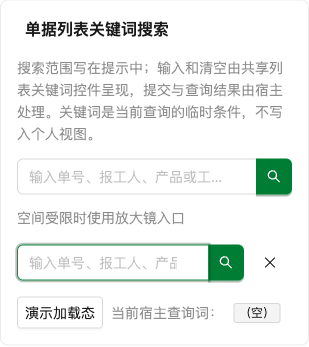 单据列表关键词搜索
搜索范围写在提示中；输入和清空由共享列
表关键词控件呈现，提交与查询结果由宿主
处理。关键词是当前查询的临时条件，不写
入个人视图。
输入单号、报工人、产品或工...
空间受限时使用放大镜入口
输入单号、报工人、产品
演示加载态 当前宿主查询词： （空）